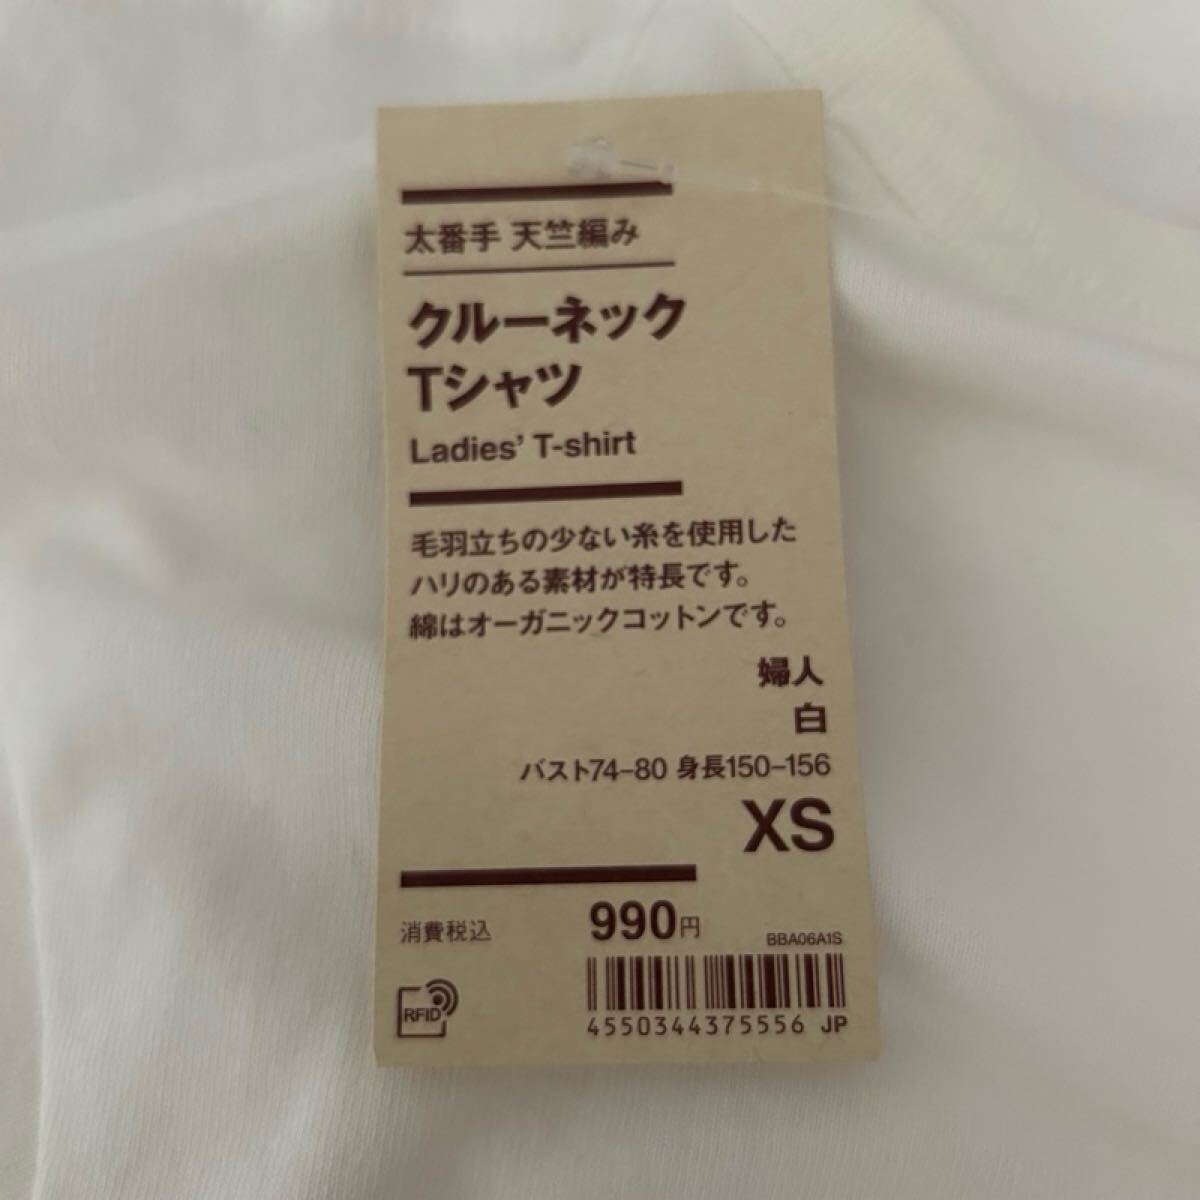 太番手 天竺編み
クルーネック
Tシャツ
Ladies’ T-shirt
毛羽立ちの少ない糸を使用した
ハリのある素材が特長です。
綿はオーガニックコットンです。
婦人
白
バスト74–80 身長150–156
XS
消費税込 990円
BBA06A1S
RFID
4550344375556 JP